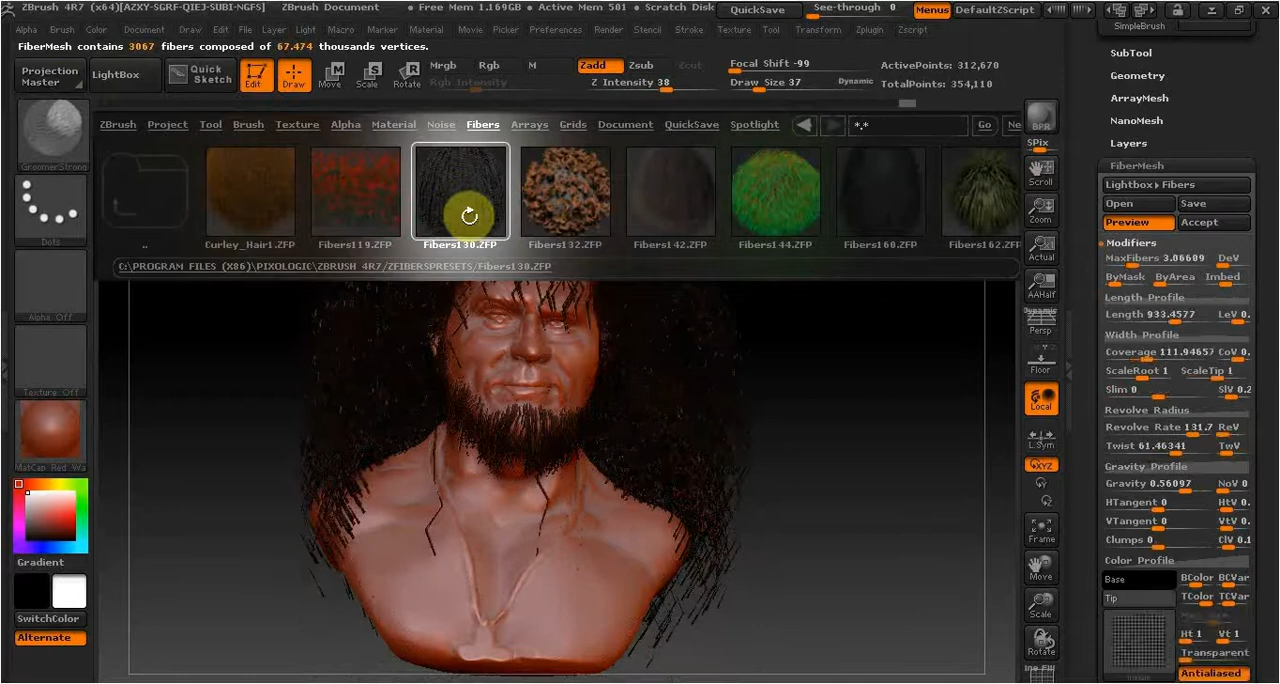 ZBrush 4R7 (x64)[AZXY-SGRF-QIEJ-SUBI-NGFS] ZBrush Document • Free Mem 1.169GB • Active Mem 501 • Scratch Disk QuickSave See-through 0 Menus DefaultZScript
Alpha Brush Color Document Draw Edit File Layer Light Macro Marker Material Movie Picker Preferences Render Stencil Stroke Texture Tool Transform Zplugin Zscript
SimpleBrush
FiberMesh contains 3067 fibers composed of 67.474 thousands vertices.
Projection Master
LightBox
Quick Sketch
Edit Draw Move Scale Rotate
Mrgb Rgb M
Rgb Intensity
Zadd Zsub Zcut
Z Intensity 38
Focal Shift -99
Draw Size 37 Dynamic
ActivePoints: 312,670
TotalPoints: 354,110
ZBrush Project Tool Brush Texture Alpha Material Noise Fibers Arrays Grids Document QuickSave Spotlight *.* Go Ne
.. Curley_Hair1.ZFP Fibers119.ZFP Fibers130.ZFP Fibers132.ZFP Fibers142.ZFP Fibers144.ZFP Fibers160.ZFP Fibers162.ZFP
C:\PROGRAM FILES (X86)\PIXOLOGIC\ZBRUSH 4R7/ZFIBERSPRESETS/Fibers130.ZFP
GroomerStrong
Dots
Alpha Off
Texture Off
MatCap Red Wa
Gradient
SwitchColor
Alternate
BPR
SPix
Scroll
Zoom
Actual
AAHalf
Dynamic
Persp
Floor
Local
L.Sym
XYZ
Frame
Move
Scale
Rotate
SubTool
Geometry
ArrayMesh
NanoMesh
Layers
FiberMesh
Lightbox▸Fibers
Open Save
Preview Accept
Modifiers
MaxFibers 3.06609 DeV
ByMask ByArea Imbed
Length Profile
Length 933.4577 LeV 0.
Width Profile
Coverage 111.94657 CoV 0.
ScaleRoot 1 ScaleTip 1
Slim 0 SlV 0.2
Revolve Radius
Revolve Rate 131.7 ReV
Twist 61.46341 TwV
Gravity Profile
Gravity 0.56097 NoV 0
HTangent 0 HtV 0.
VTangent 0 VtV 0.
Clumps 0 ClV 0.1
Color Profile
Base BColor BCVar
Tip TColor TCVar
Ht 1 Vt 1
Transparent
Antialiased